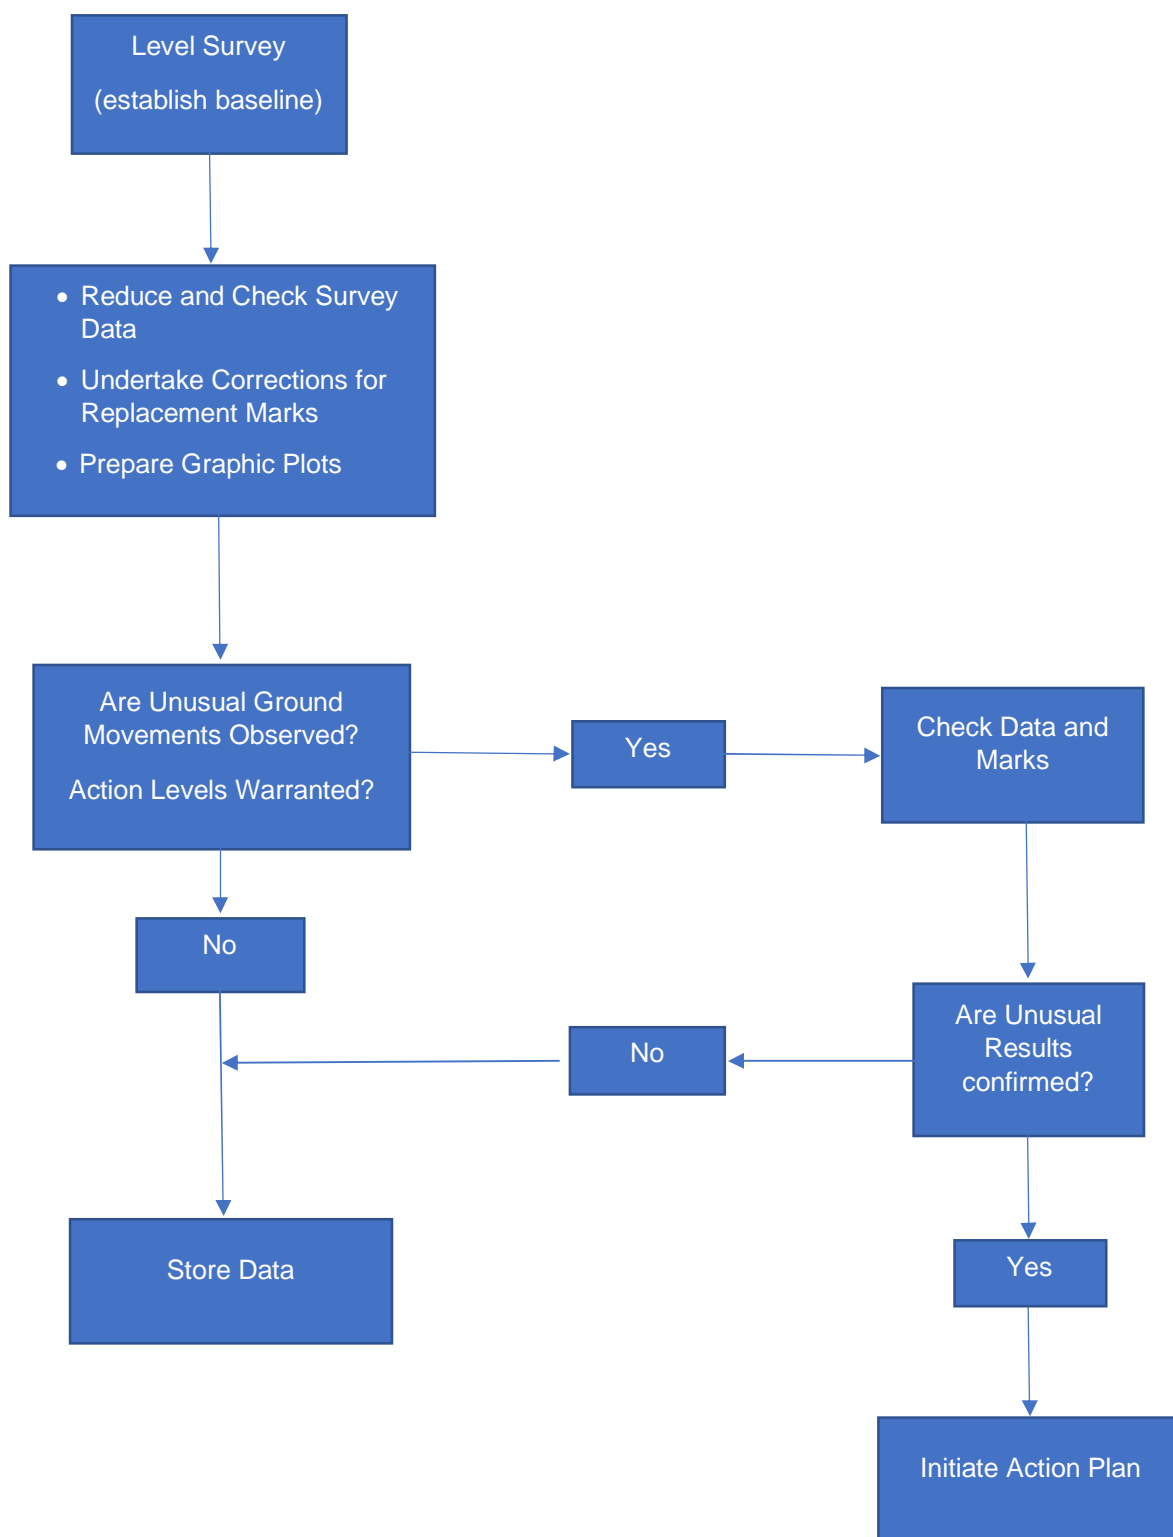 Level Survey
(establish baseline)
• Reduce and Check Survey
Data
• Undertake Corrections for
Replacement Marks
• Prepare Graphic Plots
Are Unusual Ground
Movements Observed?
Action Levels Warranted?
Yes
Check Data and
Marks
No
Are Unusual
Results
confirmed?
No
Yes
Store Data
Initiate Action Plan